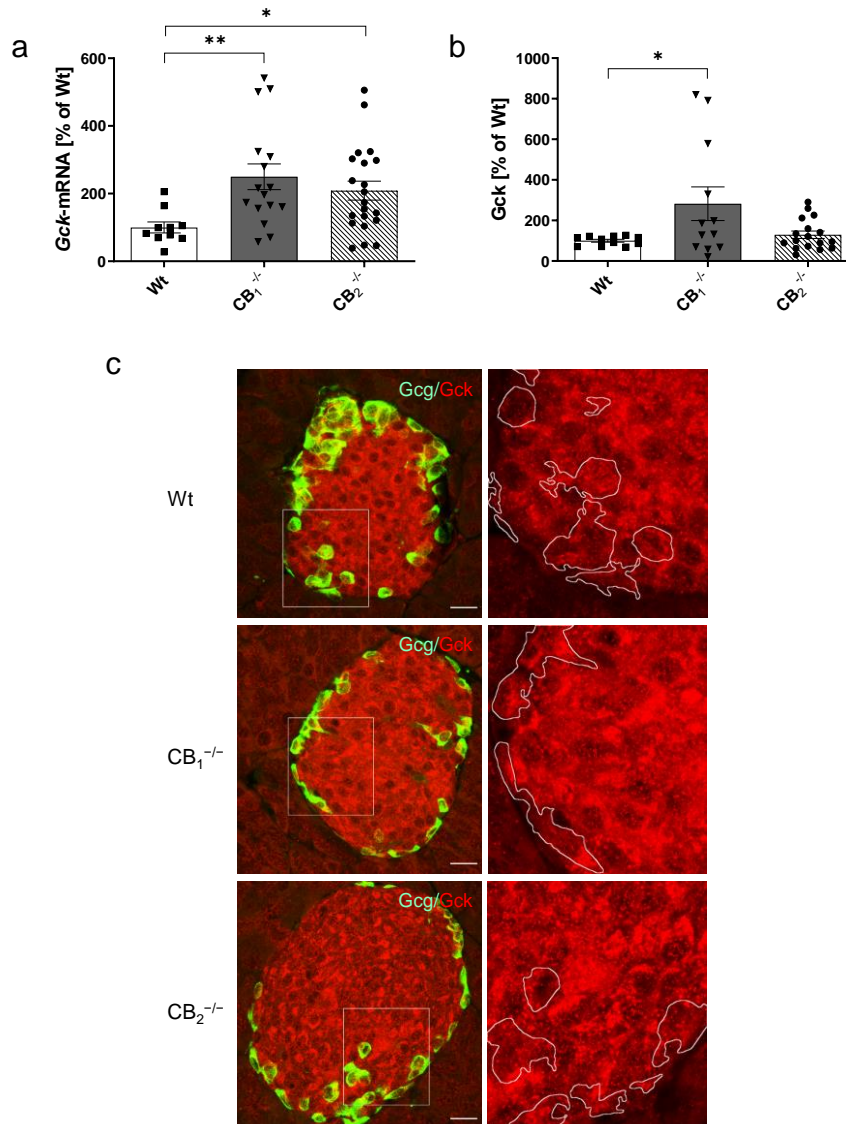 a
Gck-mRNA [% of Wt]
600
400
200
0
*
**
Wt
CB₁⁻/⁻
CB₂⁻/⁻
b
Gck [% of Wt]
1000
800
600
400
200
0
*
Wt
CB₁⁻/⁻
CB₂⁻/⁻
c
Gcg/Gck
Wt
Gcg/Gck
CB₁⁻/⁻
Gcg/Gck
CB₂⁻/⁻